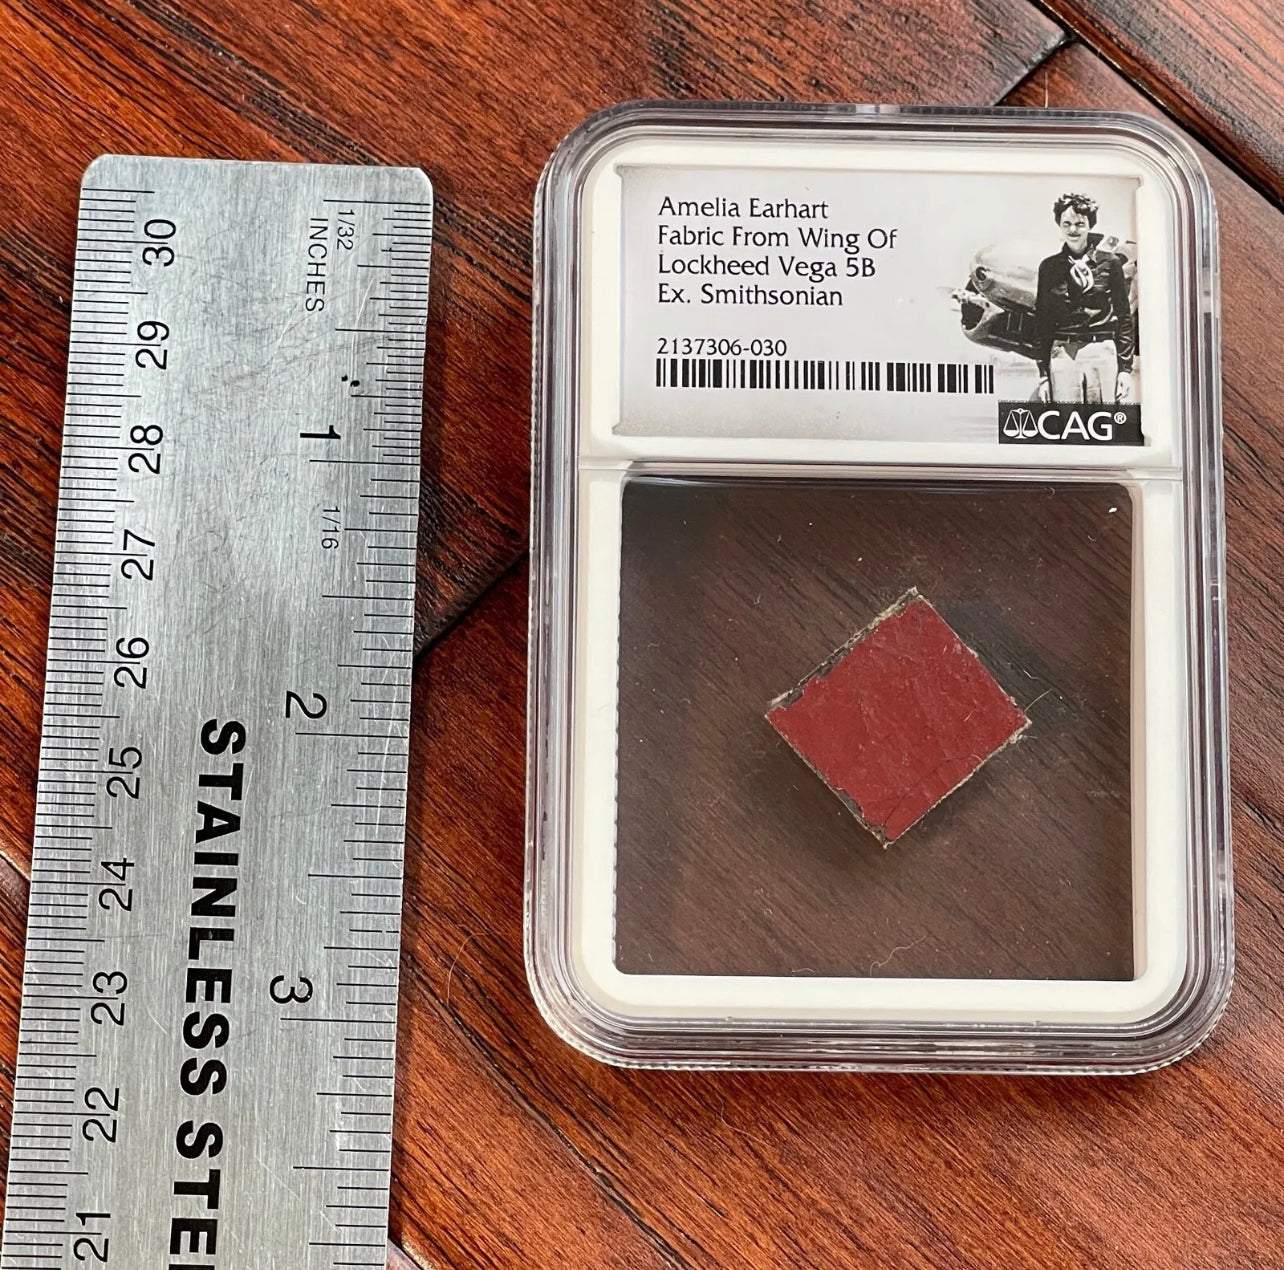 Amelia Earhart
Fabric From Wing Of
Lockheed Vega 5B
Ex. Smithsonian
2137306-030
CAG®
1/32
INCHES
1
1/16
2
3
30
29
28
27
26
25
24
23
22
21
STAINLESS STE